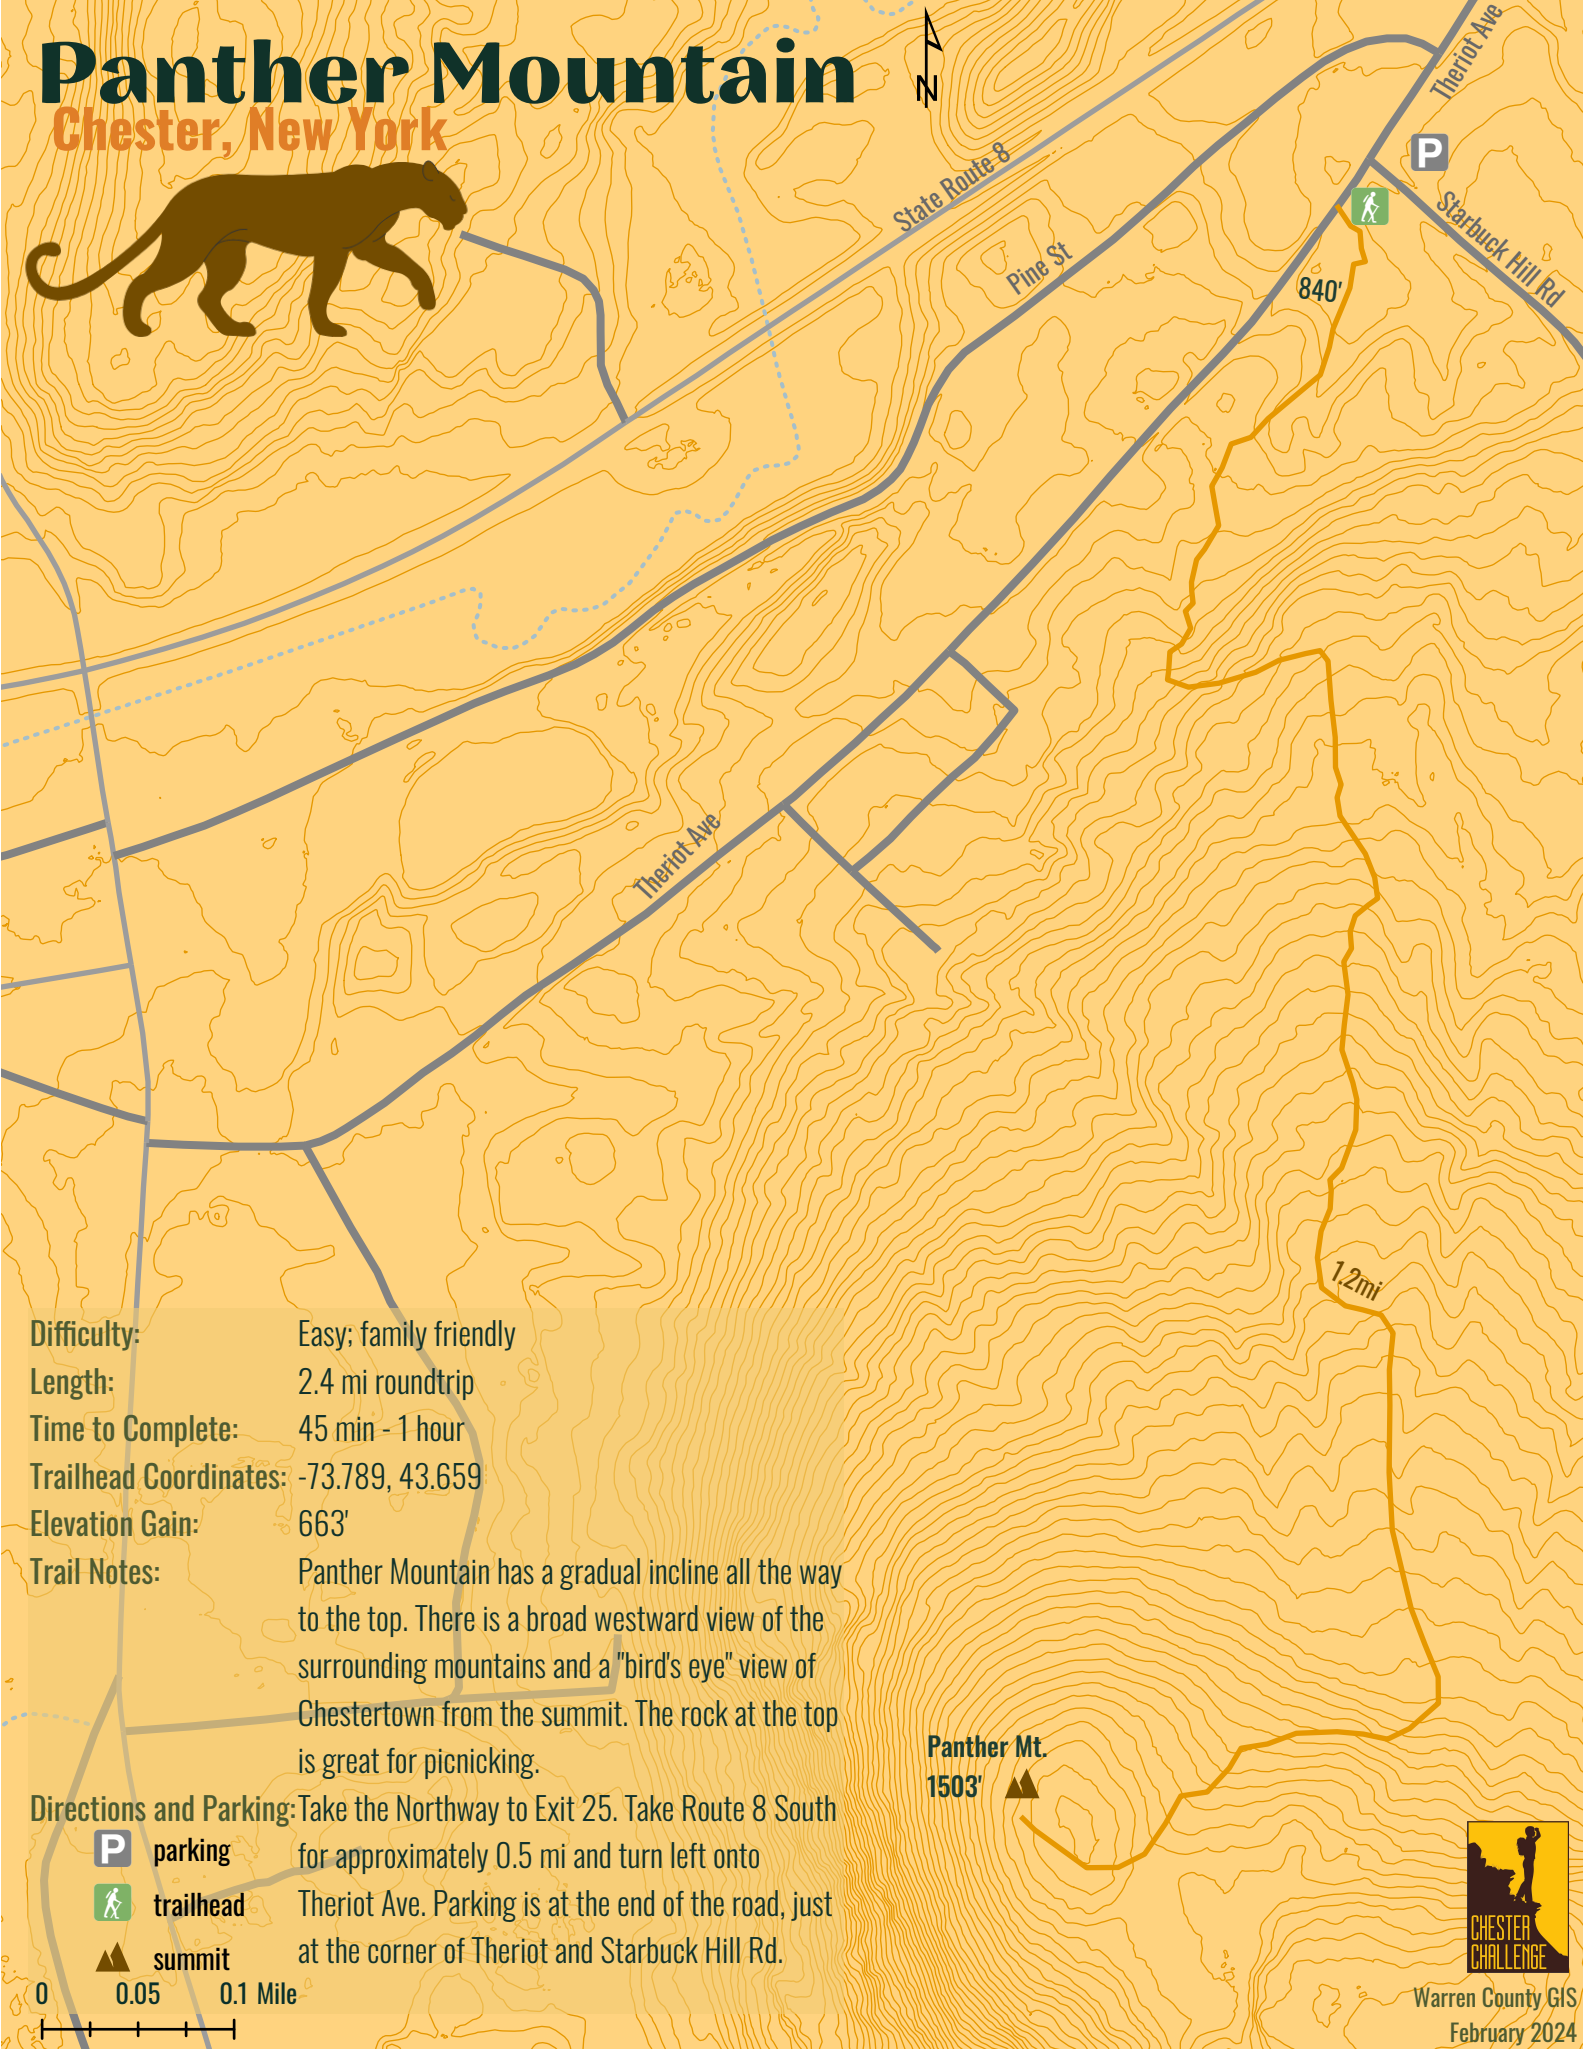 Panther Mountain
Chester, New York
N
Theriot Ave
P
State Route 8
Starbuck Hill Rd
Pine St
840'
Theriot Ave
1.2mi
Difficulty: Easy; family friendly
Length: 2.4 mi roundtrip
Time to Complete: 45 min - 1 hour
Trailhead Coordinates: -73.789, 43.659
Elevation Gain: 663'
Trail Notes: Panther Mountain has a gradual incline all the way
to the top. There is a broad westward view of the
surrounding mountains and a "bird's eye" view of
Chestertown from the summit. The rock at the top
is great for picnicking.
Panther Mt.
1503'
Directions and Parking: Take the Northway to Exit 25. Take Route 8 South
for approximately 0.5 mi and turn left onto
Theriot Ave. Parking is at the end of the road, just
at the corner of Theriot and Starbuck Hill Rd.
P parking
trailhead
summit
0 0.05 0.1 Mile
CHESTER
CHALLENGE
Warren County GIS
February 2024